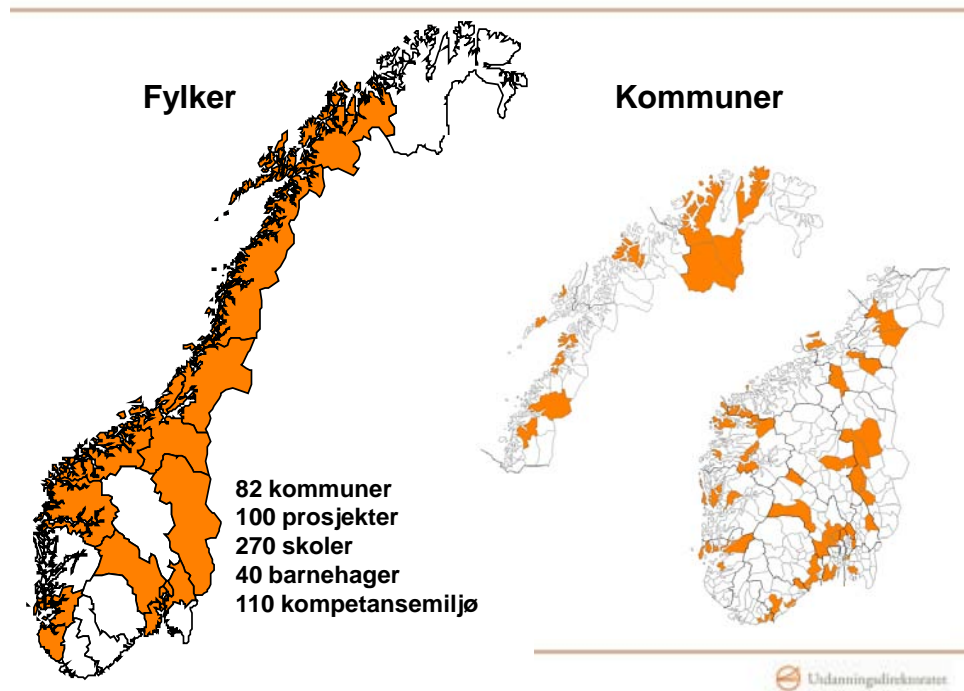 Fylker
Kommuner
82 kommuner
100 prosjekter
270 skoler
40 barnehager
110 kompetansemiljø
Utdanningsdirektoratet